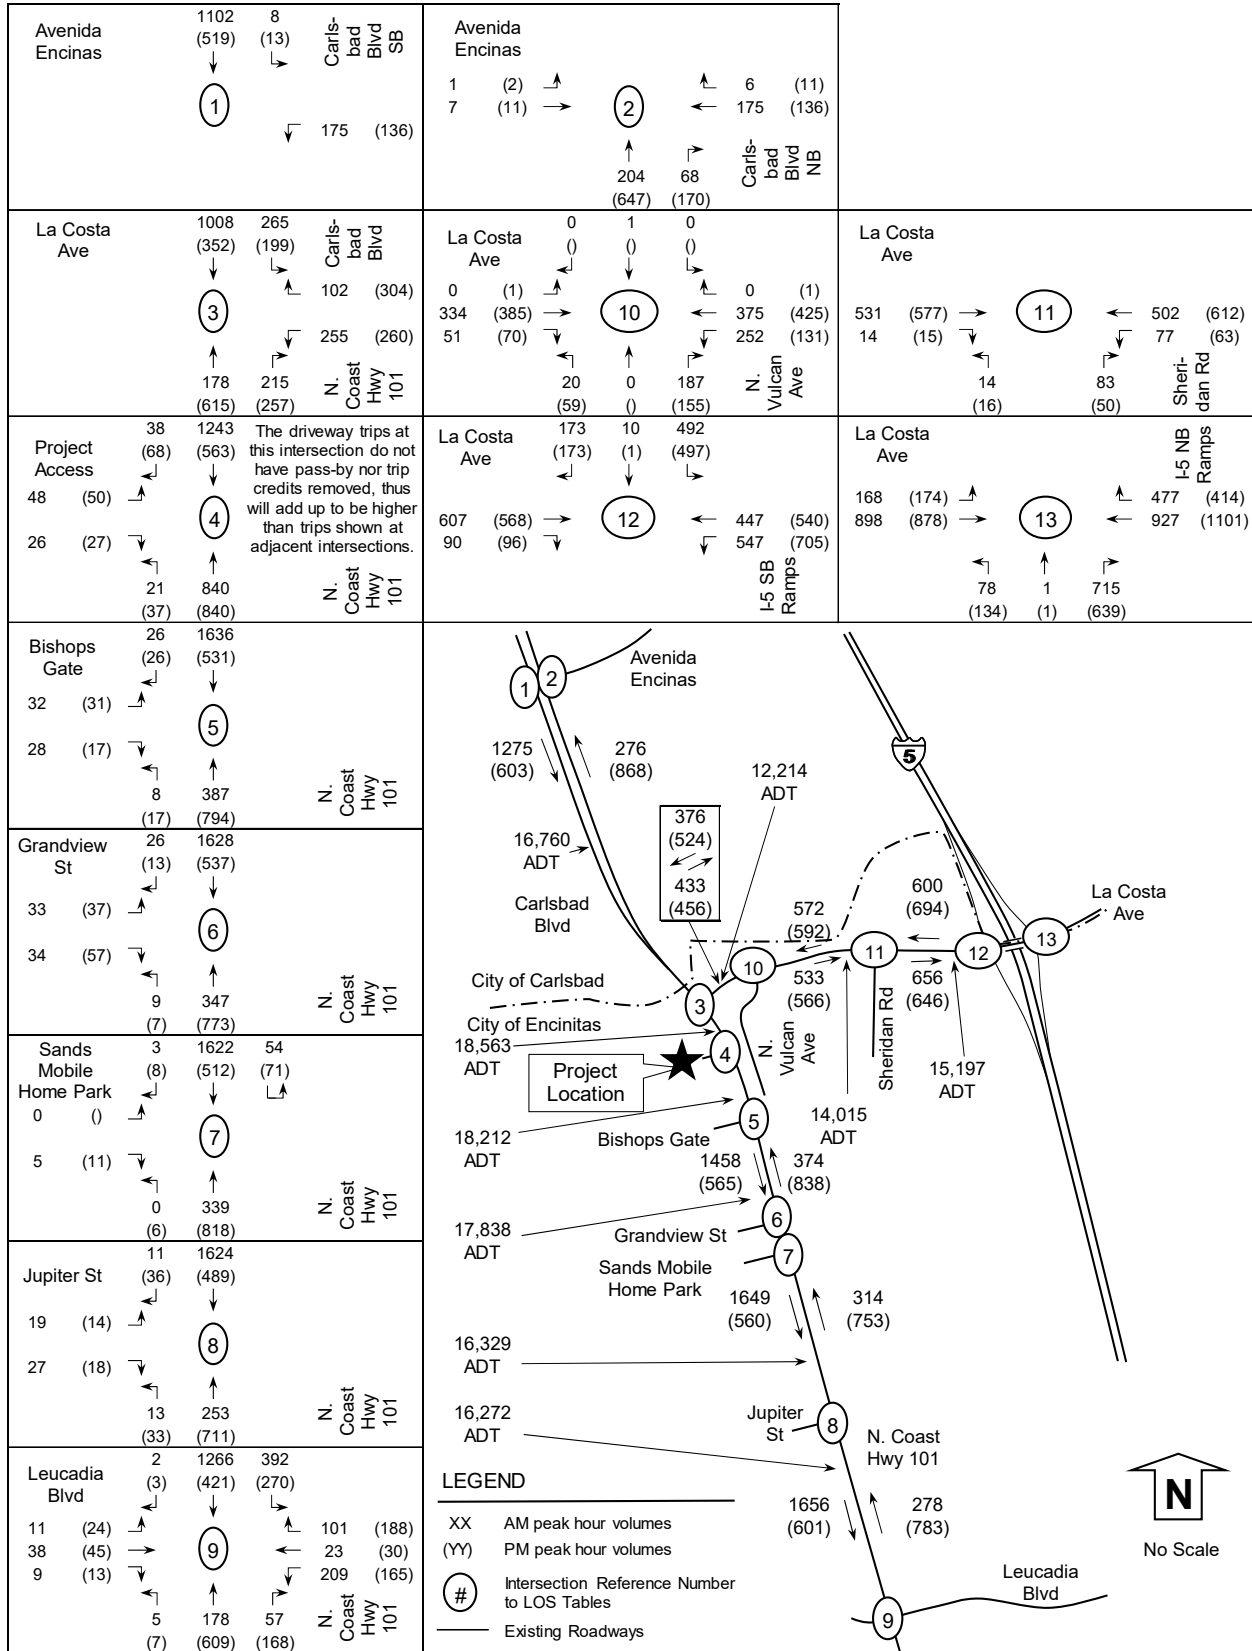 Avenida
Encinas
1102 8
(519) (13)
Carls-
bad
Blvd
SB
1
175 (136)
Avenida
Encinas
1 (2)
7 (11)
2
6 (11)
175 (136)
204 68
(647) (170)
Carls-
bad
Blvd
NB
La Costa
Ave
1008 265
(352) (199)
Carls-
bad
Blvd
3
102 (304)
255 (260)
178 215
(615) (257)
N.
Coast
Hwy
101
La Costa
Ave
0 1 0
() () ()
0 (1)
334 (385)
51 (70)
10
0 (1)
375 (425)
252 (131)
20 0 187
(59) () (155)
N.
Vulcan
Ave
La Costa
Ave
531 (577)
14 (15)
11
502 (612)
77 (63)
14 83
(16) (50)
Sheri-
dan Rd
Project
Access
38 1243
(68) (563)
The driveway trips at
this intersection do not
have pass-by nor trip
credits removed, thus
will add up to be higher
than trips shown at
adjacent intersections.
48 (50)
26 (27)
4
21 840
(37) (840)
N.
Coast
Hwy
101
La Costa
Ave
173 10 492
(173) (1) (497)
607 (568)
90 (96)
12
447 (540)
547 (705)
I-5 SB
Ramps
La Costa
Ave
I-5 NB
Ramps
168 (174)
898 (878)
13
477 (414)
927 (1101)
78 1 715
(134) (1) (639)
Bishops
Gate
26 1636
(26) (531)
32 (31)
28 (17)
5
8 387
(17) (794)
N.
Coast
Hwy
101
Grandview
St
26 1628
(13) (537)
33 (37)
34 (57)
6
9 347
(7) (773)
N.
Coast
Hwy
101
Sands
Mobile
Home Park
3 1622 54
(8) (512) (71)
0 ()
5 (11)
7
0 339
(6) (818)
N.
Coast
Hwy
101
Jupiter St
11 1624
(36) (489)
19 (14)
27 (18)
8
13 253
(33) (711)
N.
Coast
Hwy
101
Leucadia
Blvd
2 1266 392
(3) (421) (270)
11 (24)
38 (45)
9 (13)
9
101 (188)
23 (30)
209 (165)
5 178 57
(7) (609) (168)
N.
Coast
Hwy
101
1
2
Avenida
Encinas
5
1275
(603)
276
(868)
12,214
ADT
376
(524)
433
(456)
16,760
ADT
Carlsbad
Blvd
572
(592)
600
(694)
La Costa
Ave
10
11
12
13
533
(566)
656
(646)
City of Carlsbad
3
City of Encinitas
18,563
ADT
4
Project
Location
N.
Vulcan
Ave
Sheridan Rd
15,197
ADT
14,015
ADT
18,212
ADT
Bishops Gate
5
1458
(565)
374
(838)
17,838
ADT
6
Grandview St
7
Sands Mobile
Home Park
1649
(560)
314
(753)
16,329
ADT
16,272
ADT
Jupiter
St
8
N. Coast
Hwy 101
1656
(601)
278
(783)
9
Leucadia
Blvd
N
No Scale
LEGEND
XX AM peak hour volumes
(YY) PM peak hour volumes
# Intersection Reference Number
to LOS Tables
Existing Roadways